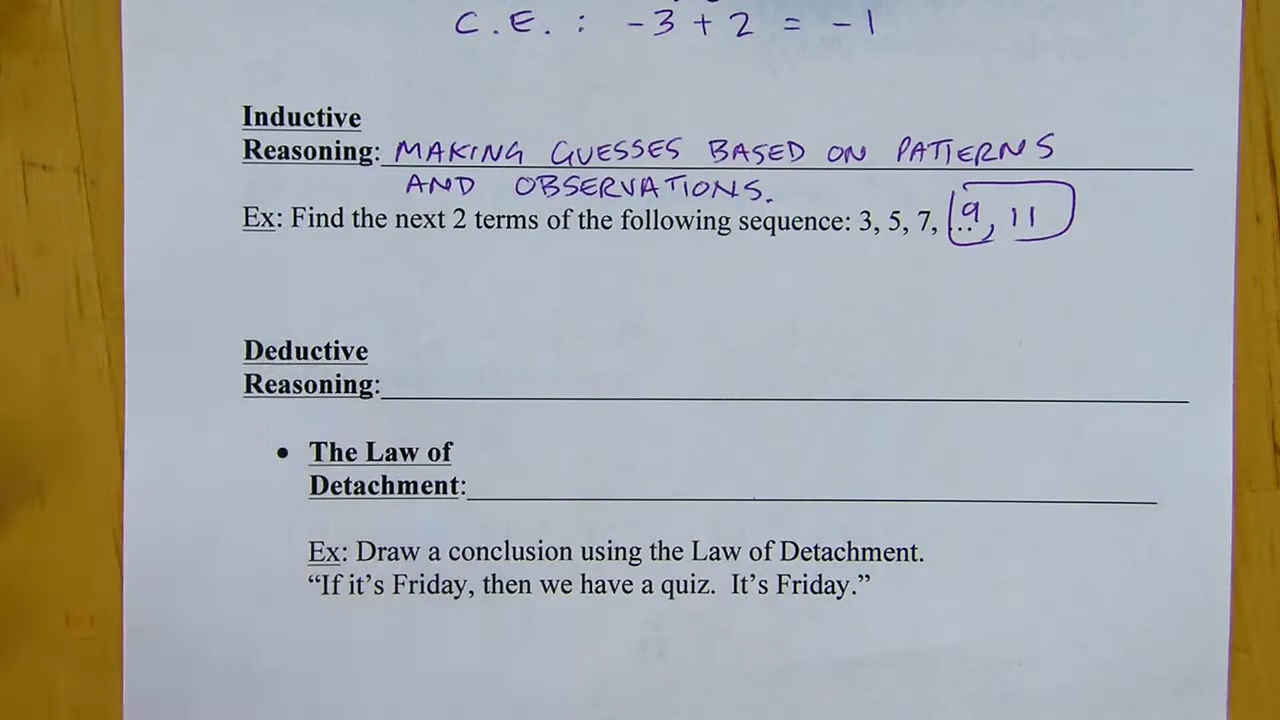 C.E.: -3 + 2 = -1
Inductive
Reasoning: MAKING GUESSES BASED ON PATTERNS
AND OBSERVATIONS.
Ex: Find the next 2 terms of the following sequence: 3, 5, 7, ... 9, 11
Deductive
Reasoning:
• The Law of
Detachment:
Ex: Draw a conclusion using the Law of Detachment.
“If it’s Friday, then we have a quiz. It’s Friday.”